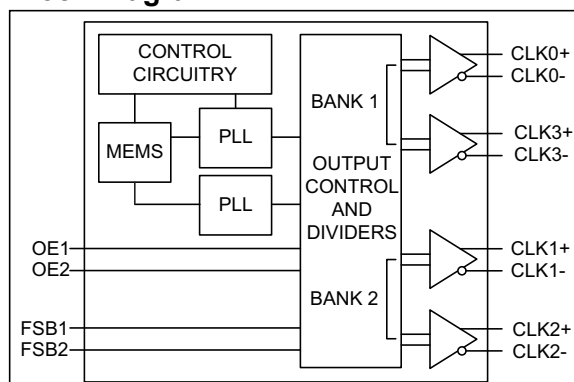 CONTROL
CIRCUITRY
MEMS
PLL
PLL
BANK 1
OUTPUT
CONTROL
AND
DIVIDERS
BANK 2
OE1
OE2
FSB1
FSB2
CLK0+
CLK0-
CLK3+
CLK3-
CLK1+
CLK1-
CLK2+
CLK2-